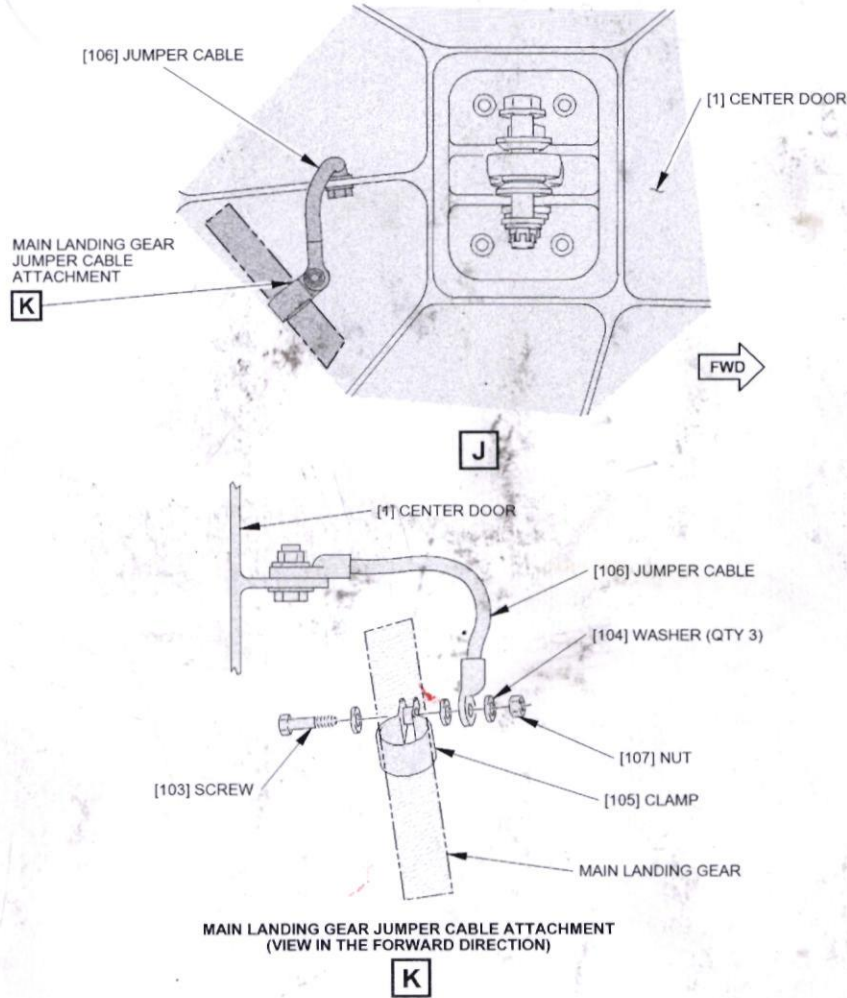 [106] JUMPER CABLE
[1] CENTER DOOR
MAIN LANDING GEAR
JUMPER CABLE
ATTACHMENT
K
FWD
J
[1] CENTER DOOR
[106] JUMPER CABLE
[104] WASHER (QTY 3)
[107] NUT
[103] SCREW
[105] CLAMP
MAIN LANDING GEAR
MAIN LANDING GEAR JUMPER CABLE ATTACHMENT
(VIEW IN THE FORWARD DIRECTION)
K